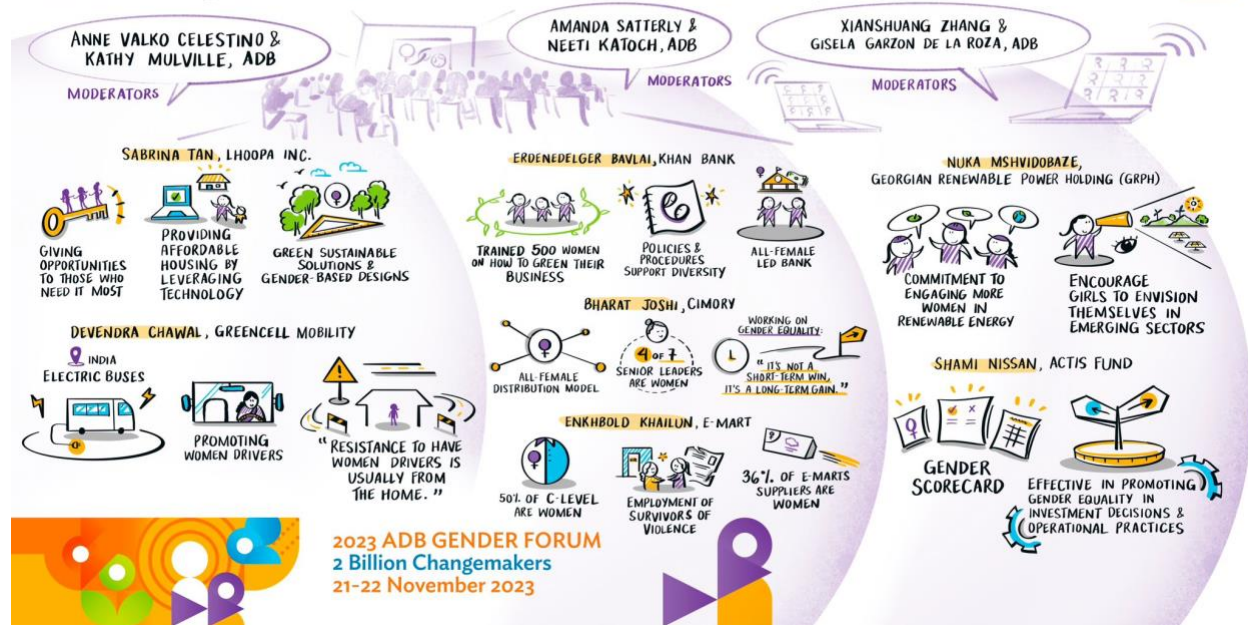 ANNE VALKO CELESTINO &
KATHY MULVILLE, ADB
MODERATORS
AMANDA SATTERLY &
NEETI KATOCH, ADB
MODERATORS
XIANSHUANG ZHANG &
GISELA GARZON DE LA ROZA, ADB
MODERATORS
SABRINA TAN, LHOOPA INC.
GIVING
OPPORTUNITIES
TO THOSE WHO
NEED IT MOST
PROVIDING
AFFORDABLE
HOUSING BY
LEVERAGING
TECHNOLOGY
GREEN SUSTAINABLE
SOLUTIONS &
GENDER-BASED DESIGNS
DEVENDRA CHAWAL, GREENCELL MOBILITY
INDIA
ELECTRIC BUSES
PROMOTING
WOMEN DRIVERS
"RESISTANCE TO HAVE
WOMEN DRIVERS IS
USUALLY FROM
THE HOME."
ERDENEDELGER BAVLAI, KHAN BANK
TRAINED 500 WOMEN
ON HOW TO GREEN THEIR
BUSINESS
POLICIES &
PROCEDURES
SUPPORT DIVERSITY
ALL-FEMALE
LED BANK
BHARAT JOSHI, CIMORY
ALL-FEMALE
DISTRIBUTION MODEL
4 OF 7
SENIOR LEADERS
ARE WOMEN
WORKING ON
GENDER EQUALITY:
"IT'S NOT A
SHORT-TERM WIN,
IT'S A LONG-TERM GAIN."
ENKHBOLD KHAILUN, E-MART
50% OF C-LEVEL
ARE WOMEN
EMPLOYMENT OF
SURVIVORS OF
VIOLENCE
36% OF E-MARTS
SUPPLIERS ARE
WOMEN
NUKA MSHVIDOBAZE,
GEORGIAN RENEWABLE POWER HOLDING (GRPH)
COMMITMENT TO
ENGAGING MORE
WOMEN IN
RENEWABLE ENERGY
ENCOURAGE
GIRLS TO ENVISION
THEMSELVES IN
EMERGING SECTORS
SHAMI NISSAN, ACTIS FUND
GENDER
SCORECARD
EFFECTIVE IN PROMOTING
GENDER EQUALITY IN
INVESTMENT DECISIONS &
OPERATIONAL PRACTICES
2023 ADB GENDER FORUM
2 Billion Changemakers
21-22 November 2023